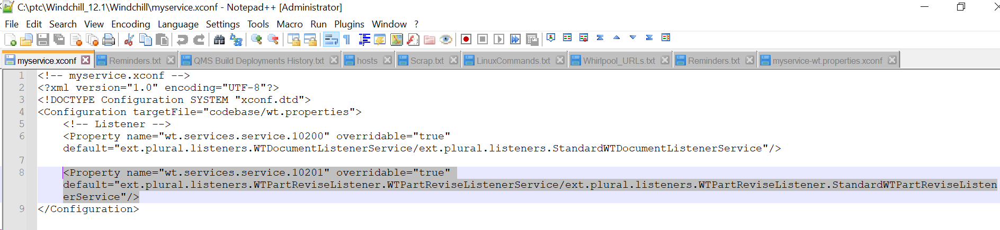 C:\ptc\Windchill_12.1\Windchill\myservice.xconf - Notepad++ [Administrator]
File Edit Search View Encoding Language Settings Tools Macro Run Plugins Window ?
myservice.xconf Reminders.txt QMS Build Deployments History.txt hosts Scrap.txt LinuxCommands.txt Whirlpool_URLs.txt Reminders.txt myservice-wt.properties.xconf
1 <!-- myservice.xconf -->
2 <?xml version="1.0" encoding="UTF-8"?>
3 <!DOCTYPE Configuration SYSTEM "xconf.dtd">
4 <Configuration targetFile="codebase/wt.properties">
5 <!-- Listener -->
6 <Property name="wt.services.service.10200" overridable="true"
default="ext.plural.listeners.WTDocumentListenerService/ext.plural.listeners.StandardWTDocumentListenerService"/>
7
8 <Property name="wt.services.service.10201" overridable="true"
default="ext.plural.listeners.WTPartReviseListener.WTPartReviseListenerService/ext.plural.listeners.WTPartReviseListener.StandardWTPartReviseListen
erService"/>
9 </Configuration>